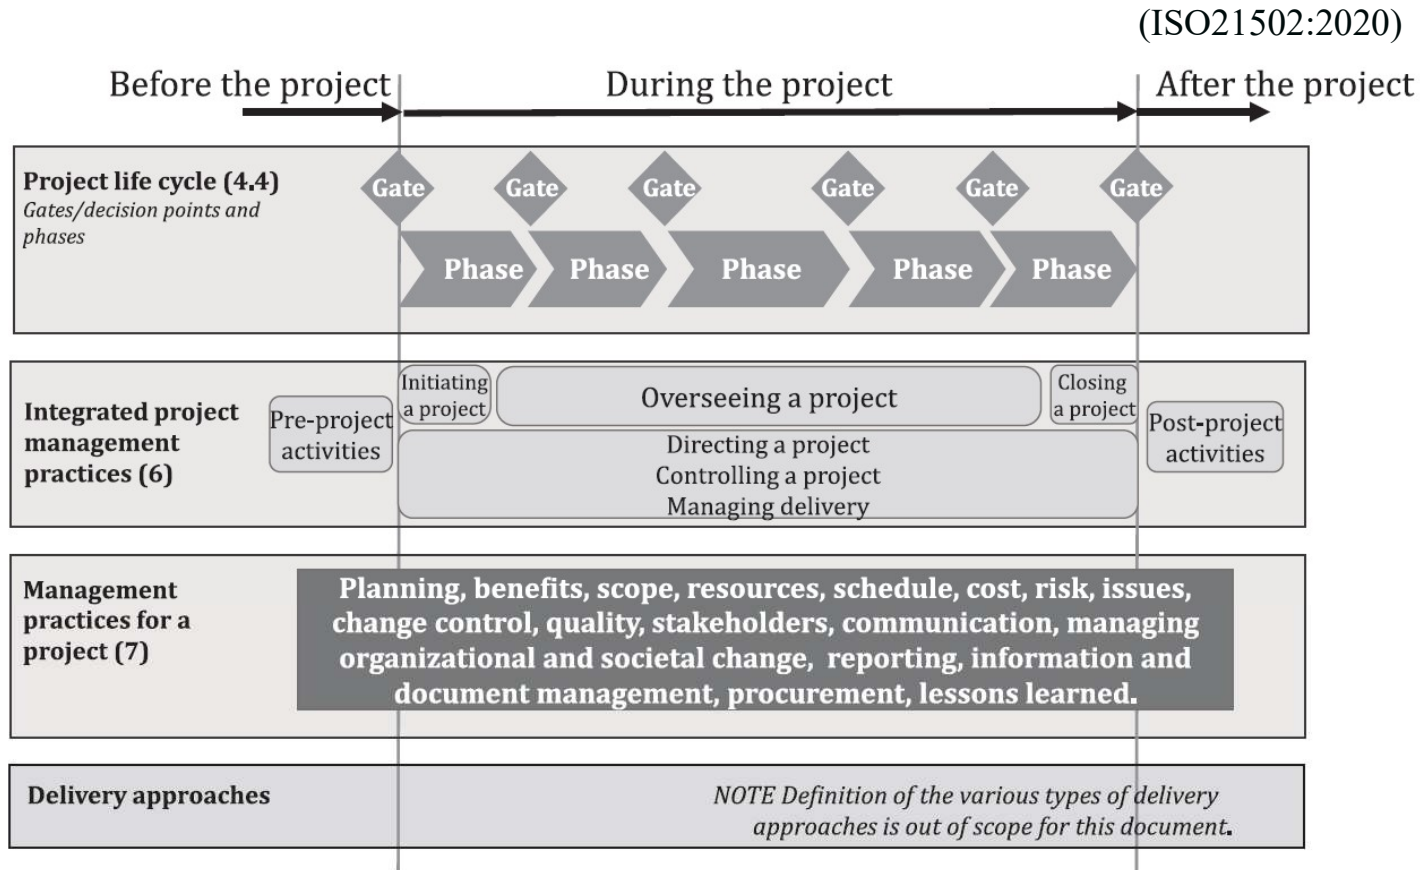 (ISO21502:2020)
Before the project
During the project
After the project
Project life cycle (4.4)
Gates/decision points and
phases
Gate
Gate
Gate
Gate
Gate
Gate
Phase
Phase
Phase
Phase
Phase
Integrated project
management
practices (6)
Pre-project
activities
Initiating
a project
Overseeing a project
Closing
a project
Directing a project
Controlling a project
Managing delivery
Post-project
activities
Management
practices for a
project (7)
Planning, benefits, scope, resources, schedule, cost, risk, issues,
change control, quality, stakeholders, communication, managing
organizational and societal change, reporting, information and
document management, procurement, lessons learned.
Delivery approaches
NOTE Definition of the various types of delivery
approaches is out of scope for this document.